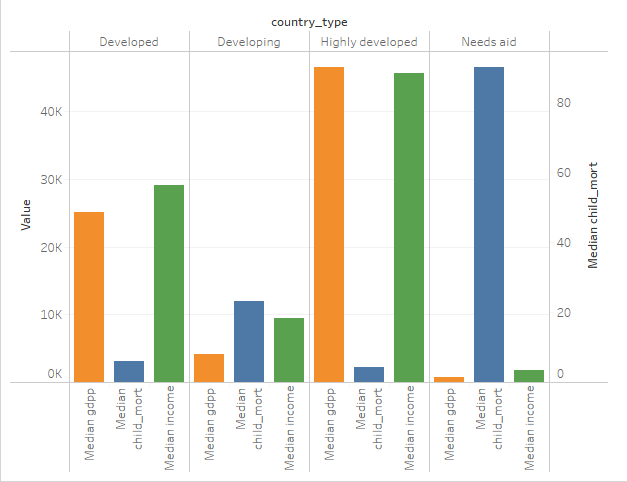 country_type
Developed
Developing
Highly developed
Needs aid
40K
30K
20K
10K
0K
Value
80
60
40
20
0
Median child_mort
Median gdpp
Median
child_mort
Median income
Median gdpp
Median
child_mort
Median income
Median gdpp
Median
child_mort
Median income
Median gdpp
Median
child_mort
Median income